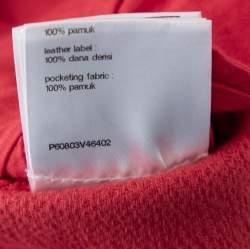 100% pamuk
leather label :
100% dana derisi
pocketing fabric :
100% pamuk
P60803V46402